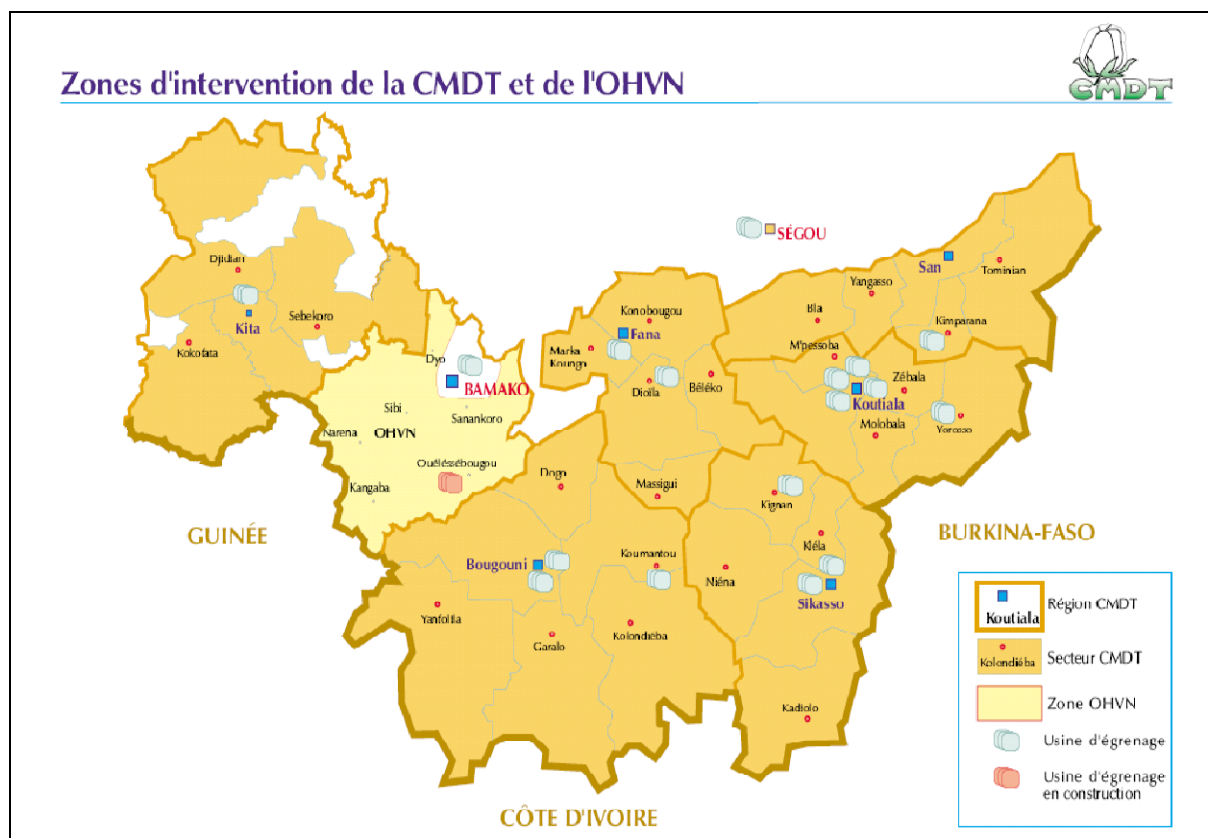 Zones d'intervention de la CMDT et de l'OHVN
CMDT
SÉGOU
San
Tominian
Yangasso
Bla
Kimparana
M'pessoba
Zébala
Koutiala
Molobala
Yorosso
Djidian
Kita
Sebekoro
Kokofata
Konobougou
Fana
Marka
Koungo
Dioïla
Béléko
Dyo
BAMAKO
Sibi
Sanankoro
Narena
OHVN
Ouéléssébougou
Kangaba
Dogo
Massigui
Kignan
Kléla
GUINÉE
BURKINA-FASO
Bougouni
Koumantou
Niéna
Sikasso
Yanfolila
Garalo
Kolondiéba
Kadiolo
CÔTE D'IVOIRE
Koutiala
Région CMDT
Kolondiéba
Secteur CMDT
Zone OHVN
Usine d'égrenage
Usine d'égrenage
en construction